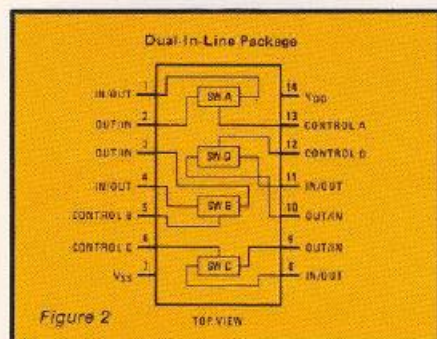 Dual-In-Line Package
1
IN/OUT
14
VDD
SW A
2
OUT/IN
13
CONTROL A
3
OUT/IN
12
CONTROL D
SW D
4
IN/OUT
11
IN/OUT
SW B
5
CONTROL B
10
OUT/IN
6
CONTROL C
9
OUT/IN
SW C
7
VSS
8
IN/OUT
Figure 2
TOP VIEW